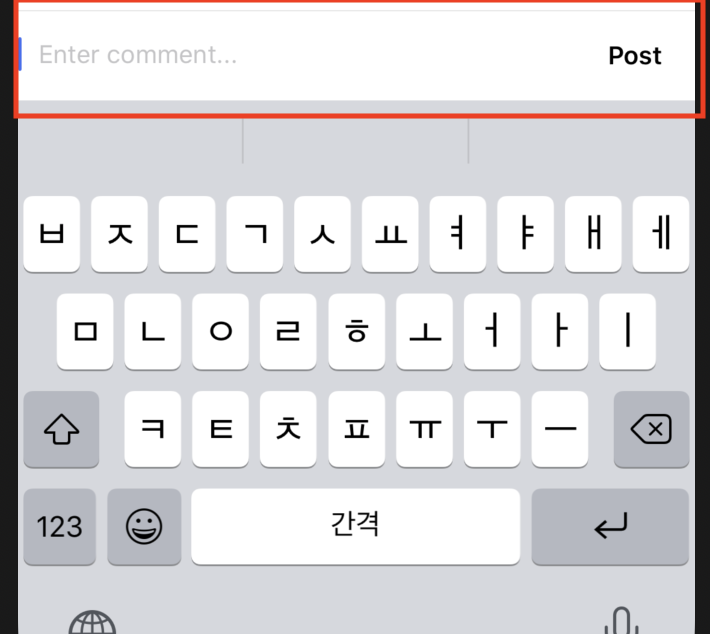 Enter comment... Post
ㅂ ㅈ ㄷ ㄱ ㅅ ㅛ ㅕ ㅑ ㅐ ㅔ
ㅁ ㄴ ㅇ ㄹ ㅎ ㅗ ㅓ ㅏ ㅣ
ㅋ ㅌ ㅊ ㅍ ㅠ ㅜ ㅡ
123 간격